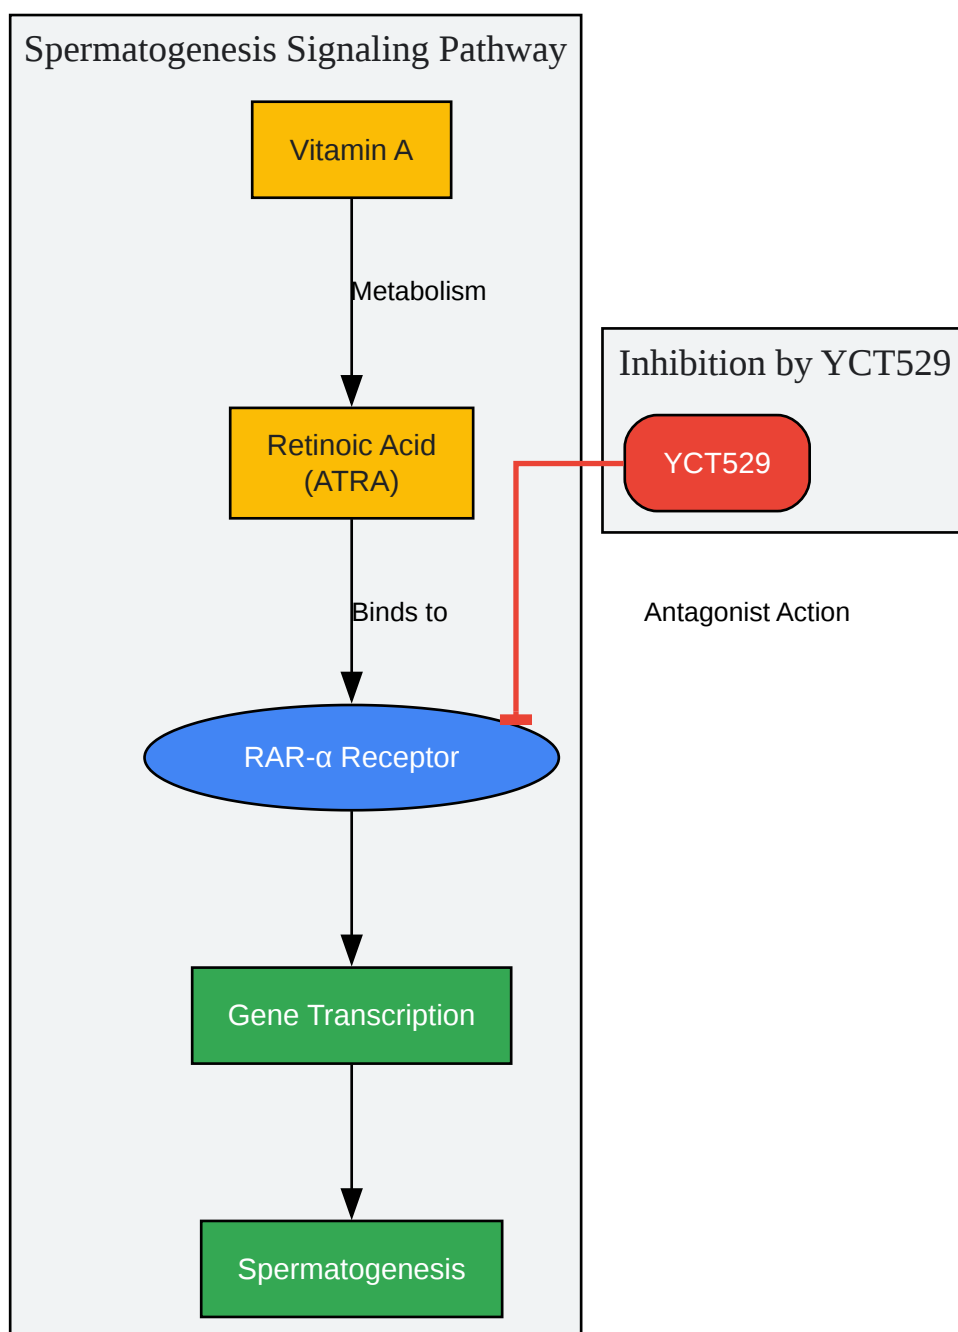 Spermatogenesis Signaling Pathway
Vitamin A
Metabolism
Inhibition by YCT529
Retinoic Acid
(ATRA)
YCT529
Binds to
Antagonist Action
RAR-α Receptor
Gene Transcription
Spermatogenesis